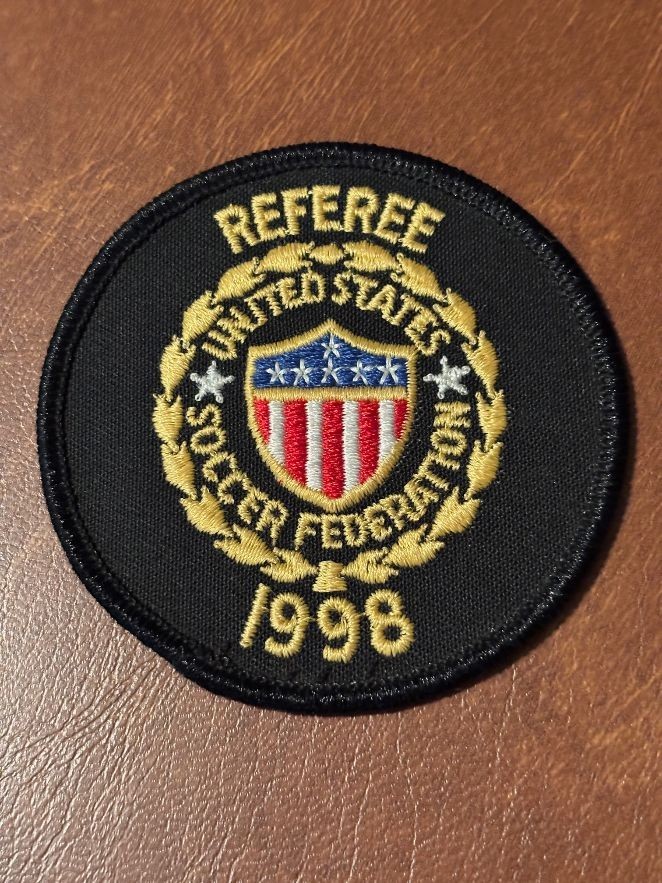 REFEREE
UNITED STATES
SOCCER FEDERATION
1998